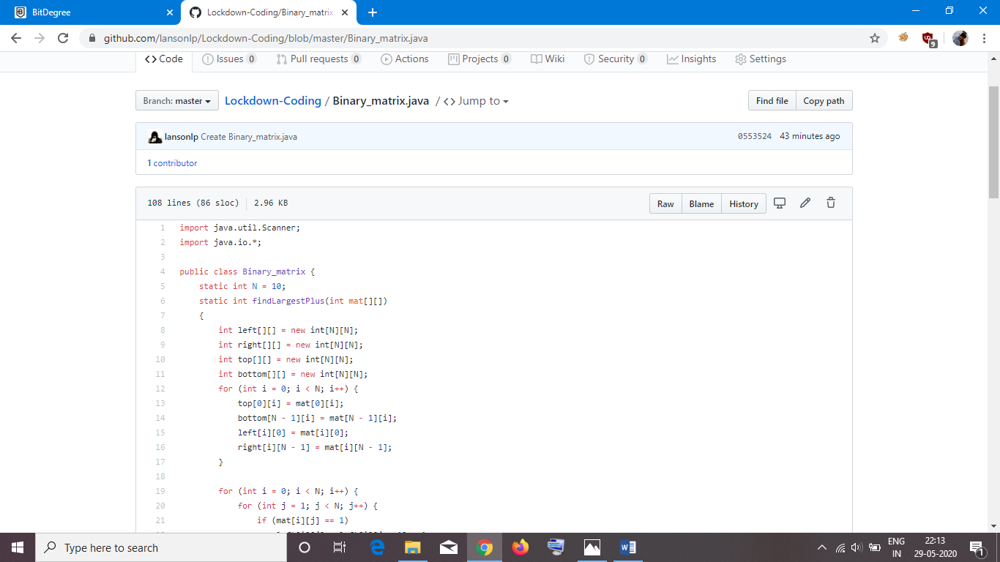 BitDegree
Lockdown-Coding/Binary_matrix.
github.com/lansonlp/Lockdown-Coding/blob/master/Binary_matrix.java
9
Code Issues 0 Pull requests 0 Actions Projects 0 Wiki Security 0 Insights Settings
Branch: master Lockdown-Coding / Binary_matrix.java / <> Jump to Find file Copy path
lansonlp Create Binary_matrix.java 0553524 43 minutes ago
1 contributor
108 lines (86 sloc) 2.96 KB Raw Blame History
1 import java.util.Scanner;
2 import java.io.*;
3
4 public class Binary_matrix {
5 static int N = 10;
6 static int findLargestPlus(int mat[][])
7 {
8 int left[][] = new int[N][N];
9 int right[][] = new int[N][N];
10 int top[][] = new int[N][N];
11 int bottom[][] = new int[N][N];
12 for (int i = 0; i < N; i++) {
13 top[0][i] = mat[0][i];
14 bottom[N - 1][i] = mat[N - 1][i];
15 left[i][0] = mat[i][0];
16 right[i][N - 1] = mat[i][N - 1];
17 }
18
19 for (int i = 0; i < N; i++) {
20 for (int j = 1; j < N; j++) {
21 if (mat[i][j] == 1)
Type here to search
ENG
IN
22:13
29-05-2020
1